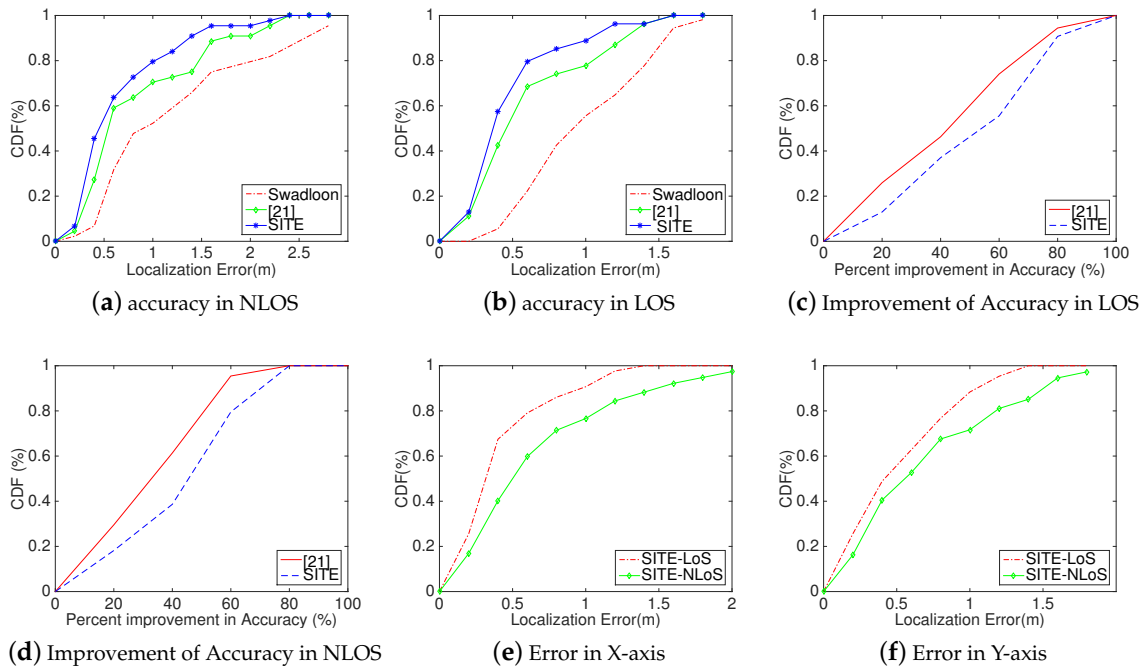 1
0.8
0.6
0.4
0.2
0
CDF(%)
0 0.5 1 1.5 2 2.5
Localization Error(m)
Swadloon
[21]
SITE
(a) accuracy in NLOS
1
0.8
0.6
0.4
0.2
0
CDF(%)
0 0.5 1 1.5
Localization Error(m)
Swadloon
[21]
SITE
(b) accuracy in LOS
1
0.8
0.6
0.4
0.2
0
CDF (%)
0 20 40 60 80 100
Percent improvement in Accuracy (%)
[21]
SITE
(c) Improvement of Accuracy in LOS
1
0.8
0.6
0.4
0.2
0
CDF (%)
0 20 40 60 80 100
Percent improvement in Accuracy (%)
[21]
SITE
(d) Improvement of Accuracy in NLOS
1
0.8
0.6
0.4
0.2
0
CDF(%)
0 0.5 1 1.5 2
Localization Error(m)
SITE-LoS
SITE-NLoS
(e) Error in X-axis
1
0.8
0.6
0.4
0.2
0
CDF(%)
0 0.5 1 1.5
Localization Error(m)
SITE-LoS
SITE-NLoS
(f) Error in Y-axis